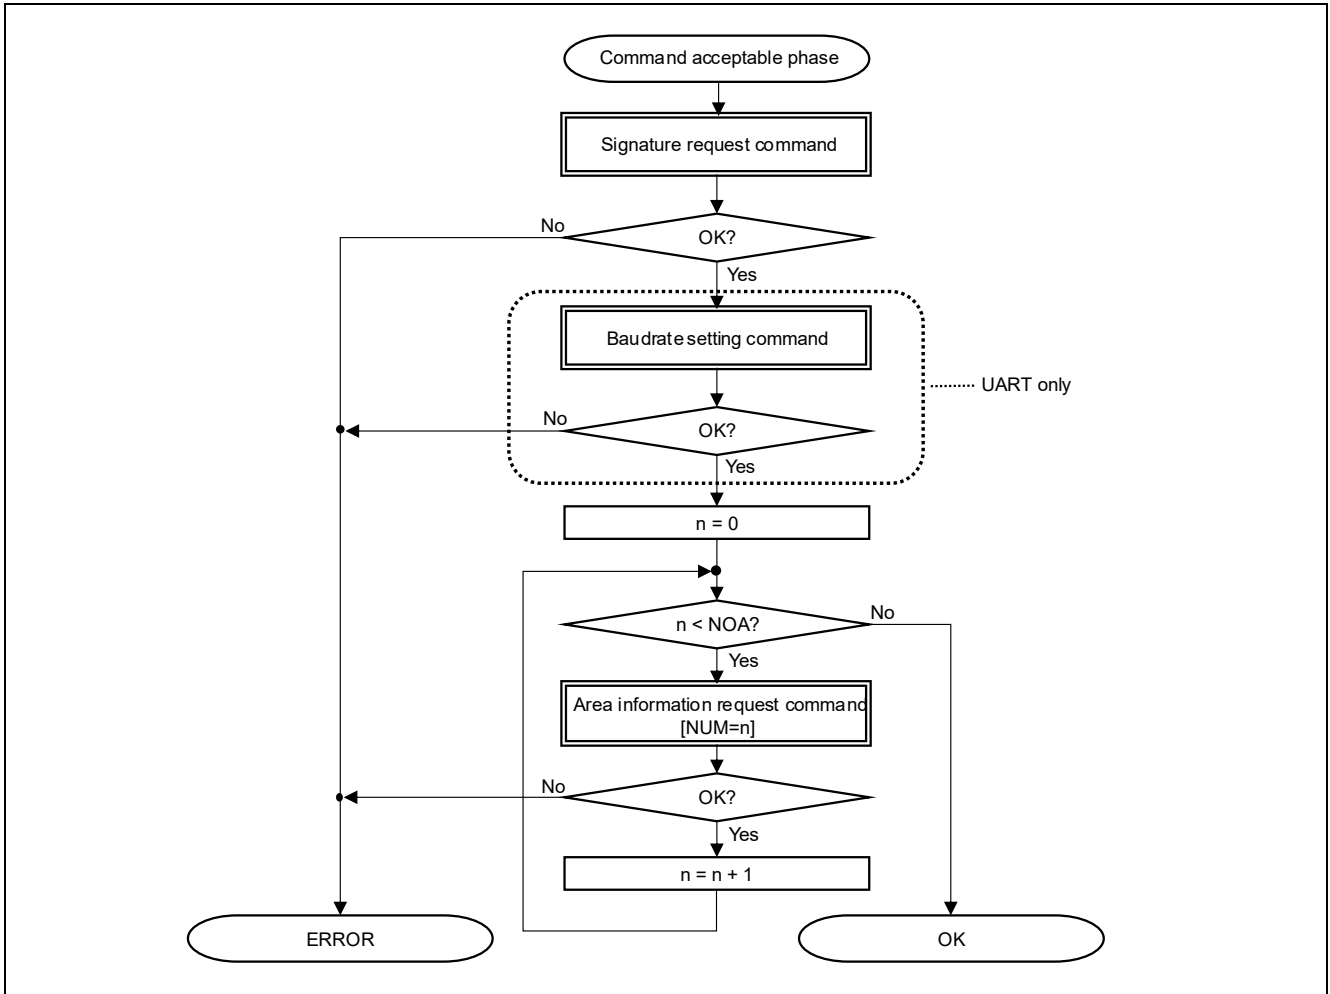 Command acceptable phase
Signature request command
No
OK?
Yes
Baudrate setting command
UART only
No
OK?
Yes
n = 0
n < NOA?
No
Yes
Area information request command
[NUM=n]
No
OK?
Yes
n = n + 1
ERROR
OK